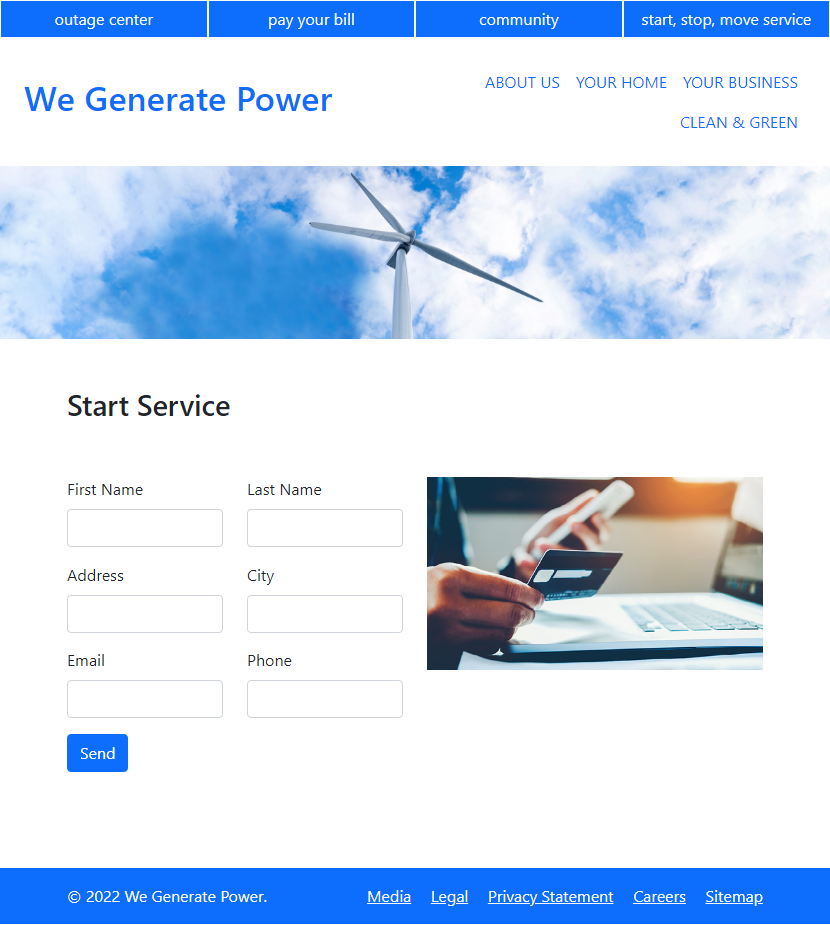 outage center pay your bill community start, stop, move service
We Generate Power
ABOUT US YOUR HOME YOUR BUSINESS
CLEAN & GREEN
Start Service
First Name Last Name
Address City
Email Phone
Send
© 2022 We Generate Power. Media Legal Privacy Statement Careers Sitemap